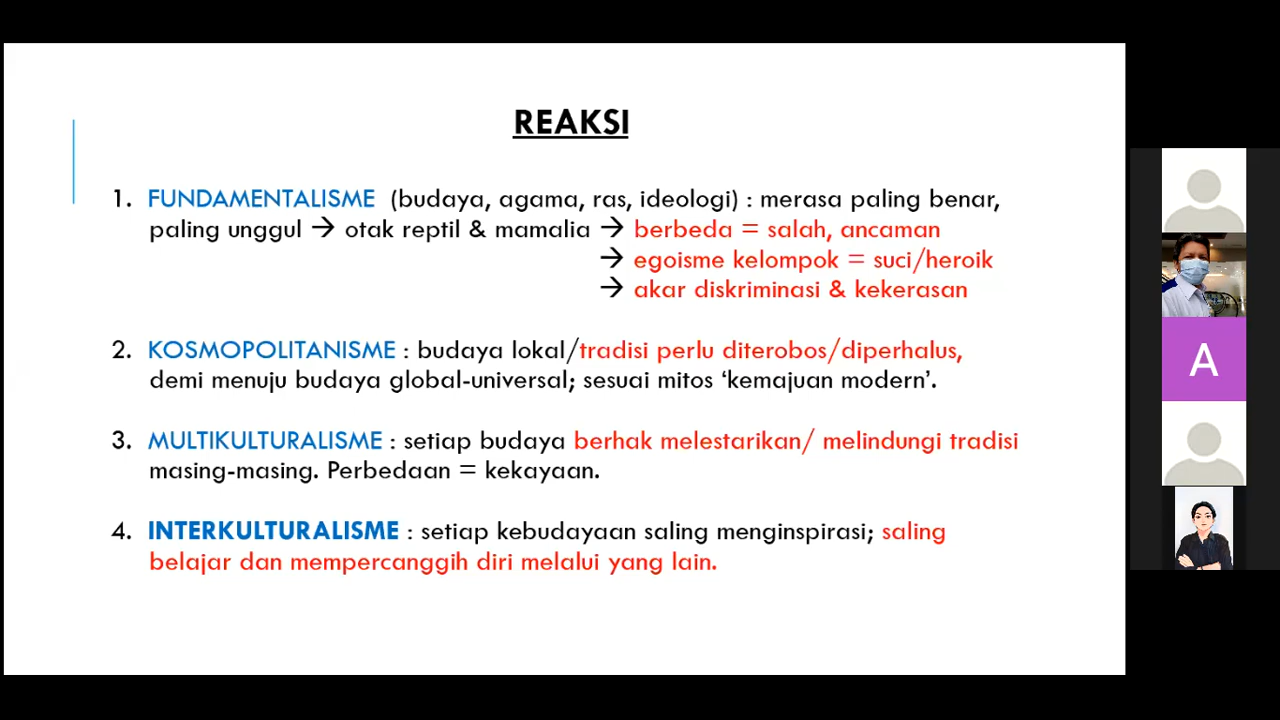 REAKSI
1. FUNDAMENTALISME (budaya, agama, ras, ideologi) : merasa paling benar,
paling unggul → otak reptil & mamalia → berbeda = salah, ancaman
→ egoisme kelompok = suci/heroik
→ akar diskriminasi & kekerasan
2. KOSMOPOLITANISME : budaya lokal/tradisi perlu diterobos/diperhalus,
demi menuju budaya global-universal; sesuai mitos ‘kemajuan modern’.
3. MULTIKULTURALISME : setiap budaya berhak melestarikan/ melindungi tradisi
masing-masing. Perbedaan = kekayaan.
4. INTERKULTURALISME : setiap kebudayaan saling menginspirasi; saling
belajar dan mempercanggih diri melalui yang lain.
A